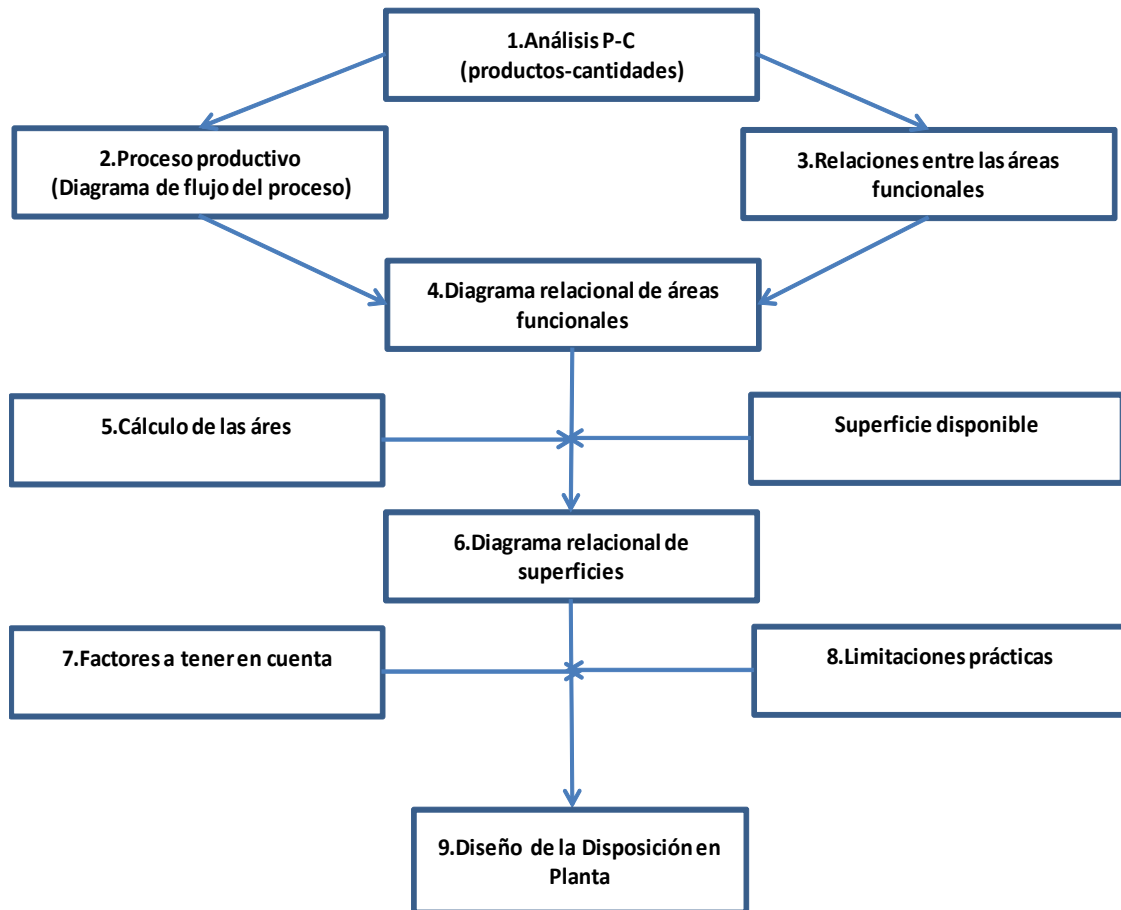 1.Análisis P-C
(productos-cantidades)
2.Proceso productivo
(Diagrama de flujo del proceso)
3.Relaciones entre las áreas
funcionales
4.Diagrama relacional de áreas
funcionales
5.Cálculo de las áres
Superficie disponible
6.Diagrama relacional de
superficies
7.Factores a tener en cuenta
8.Limitaciones prácticas
9.Diseño de la Disposición en
Planta